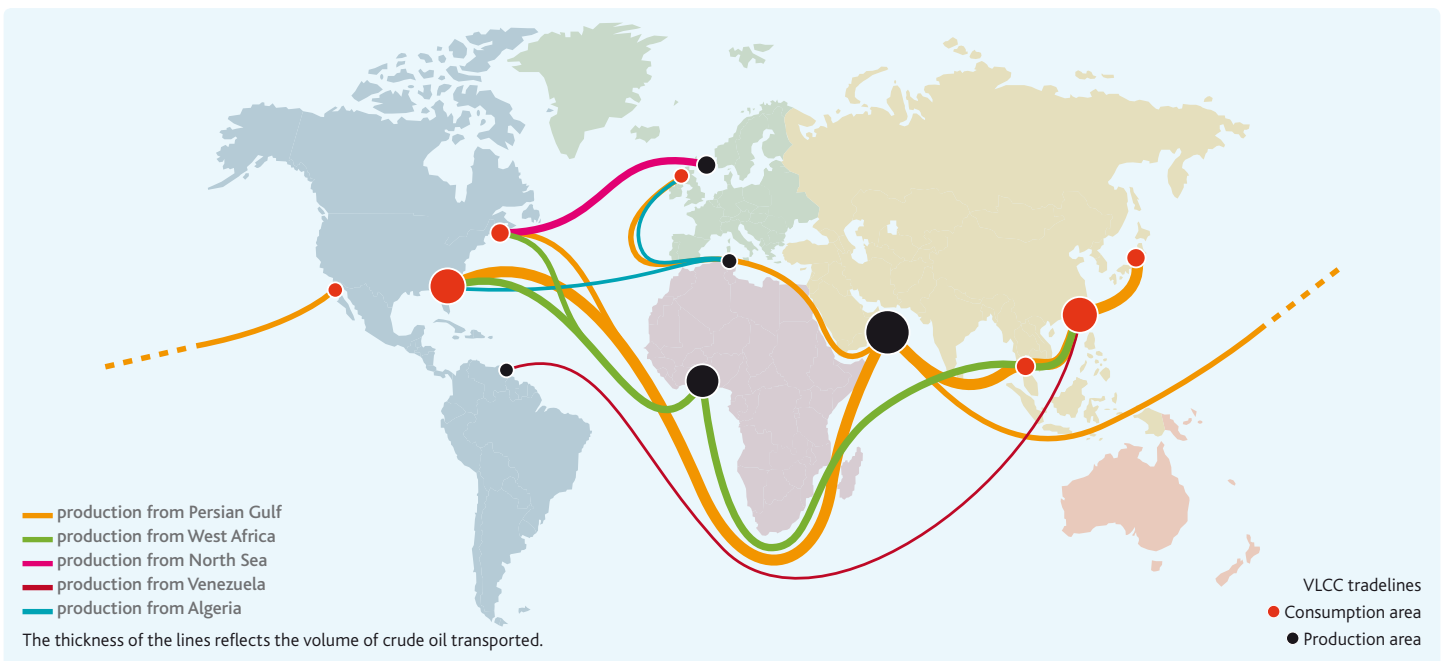 production from Persian Gulf
production from West Africa
production from North Sea
production from Venezuela
production from Algeria
The thickness of the lines reflects the volume of crude oil transported.
VLCC tradelines
Consumption area
Production area